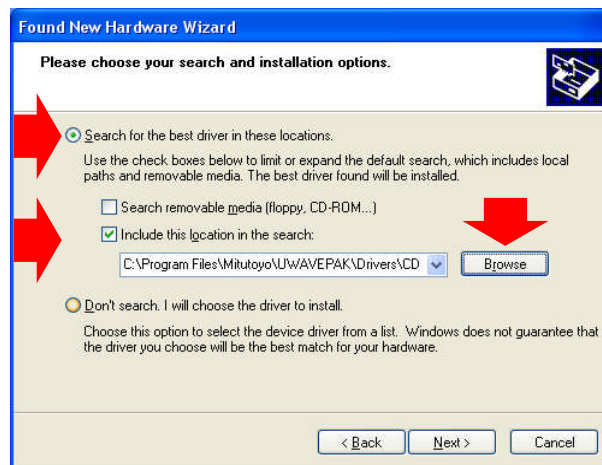 Found New Hardware Wizard
Please choose your search and installation options.
Search for the best driver in these locations.
Use the check boxes below to limit or expand the default search, which includes local
paths and removable media. The best driver found will be installed.
Search removable media (floppy, CD-ROM...)
Include this location in the search:
C:\Program Files\Mitutoyo\UWAVEPAK\Drivers\CD
Browse
Don't search. I will choose the driver to install.
Choose this option to select the device driver from a list. Windows does not guarantee that
the driver you choose will be the best match for your hardware.
< Back
Next >
Cancel